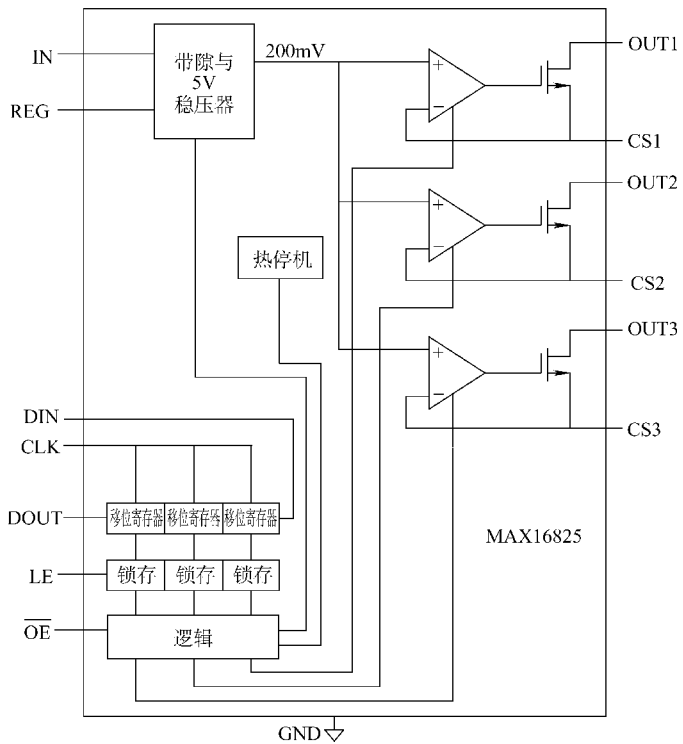 IN
REG
带隙与
5V
稳压器
200mV
+
−
OUT1
CS1
+
−
OUT2
CS2
热停机
+
−
OUT3
CS3
DIN
CLK
DOUT
移位寄存器 移位寄存器 移位寄存器
MAX16825
LE
锁存 锁存 锁存
OE
逻辑
GND